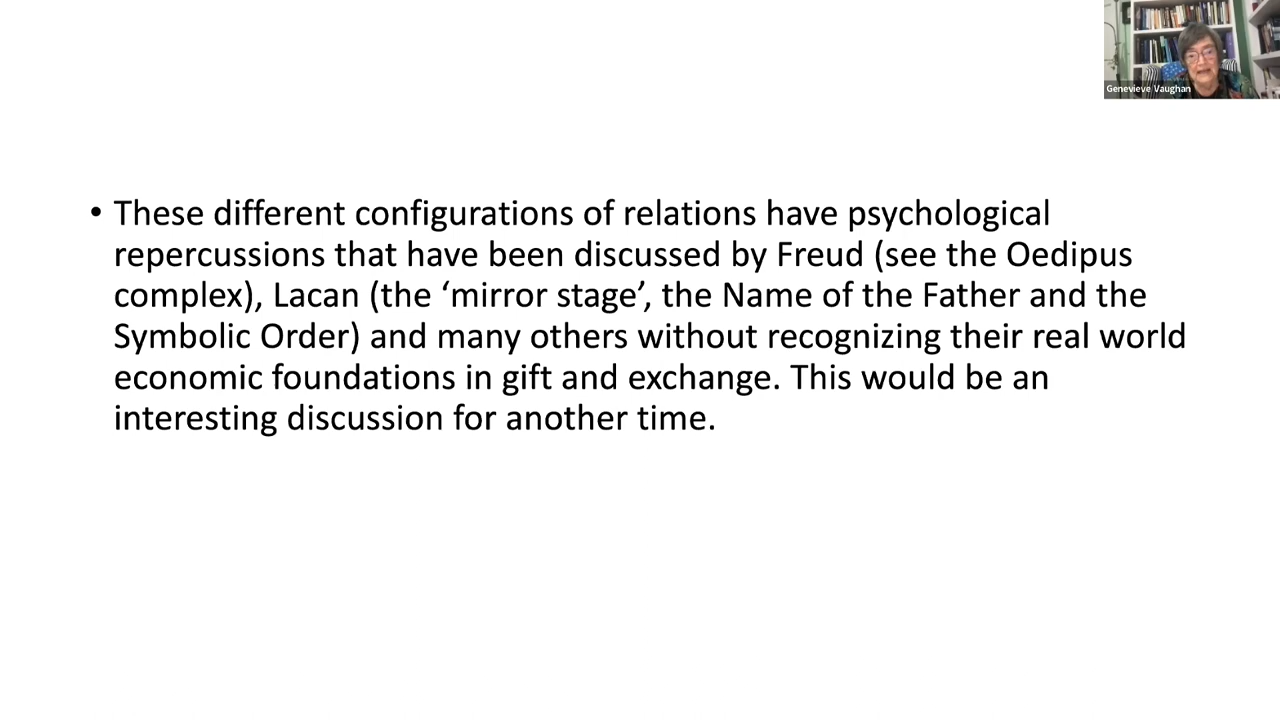 Genevieve Vaughan
• These different configurations of relations have psychological
repercussions that have been discussed by Freud (see the Oedipus
complex), Lacan (the ‘mirror stage’, the Name of the Father and the
Symbolic Order) and many others without recognizing their real world
economic foundations in gift and exchange. This would be an
interesting discussion for another time.